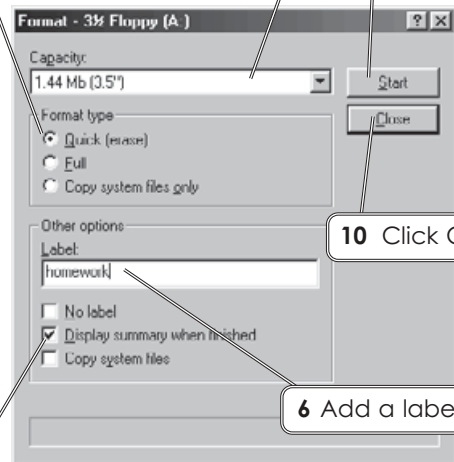 Format - 3½ Floppy (A:)
Capacity:
1.44 Mb (3.5")
Start
Close
Format type
Quick (erase)
Full
Copy system files only
10 Click
Other options
Label:
homework
No label
Display summary when finished
Copy system files
6 Add a labe